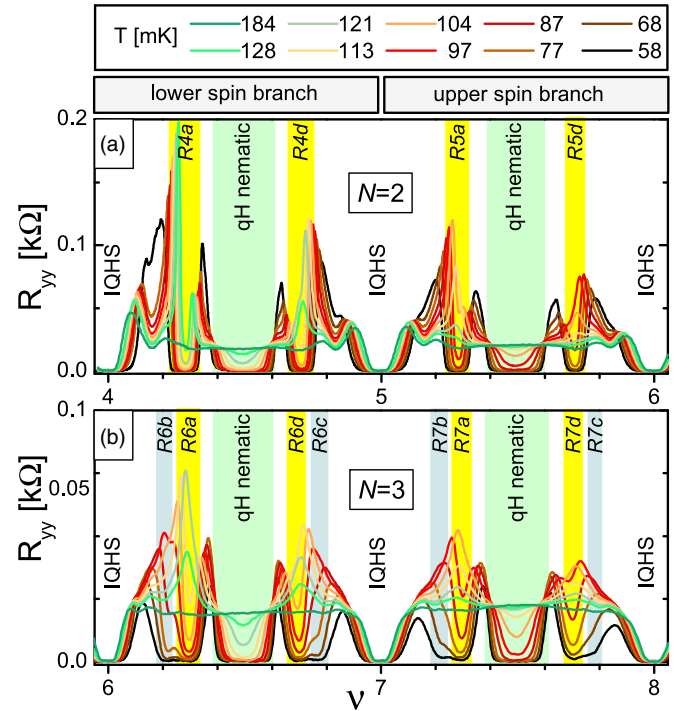 T [mK]
184 121 104 87 68
128 113 97 77 58
lower spin branch upper spin branch
(a)
R4a
qH nematic
R4d
R5a
qH nematic
R5d
N=2
IQHS
IQHS
IQHS
0.2
0.1
0.0
R_yy [kΩ]
4 5 6
(b)
R6b
R6a
qH nematic
R6d
R6c
R7b
R7a
qH nematic
R7d
R7c
N=3
IQHS
IQHS
IQHS
0.1
0.05
0.0
R_yy [kΩ]
6 7 8
ν